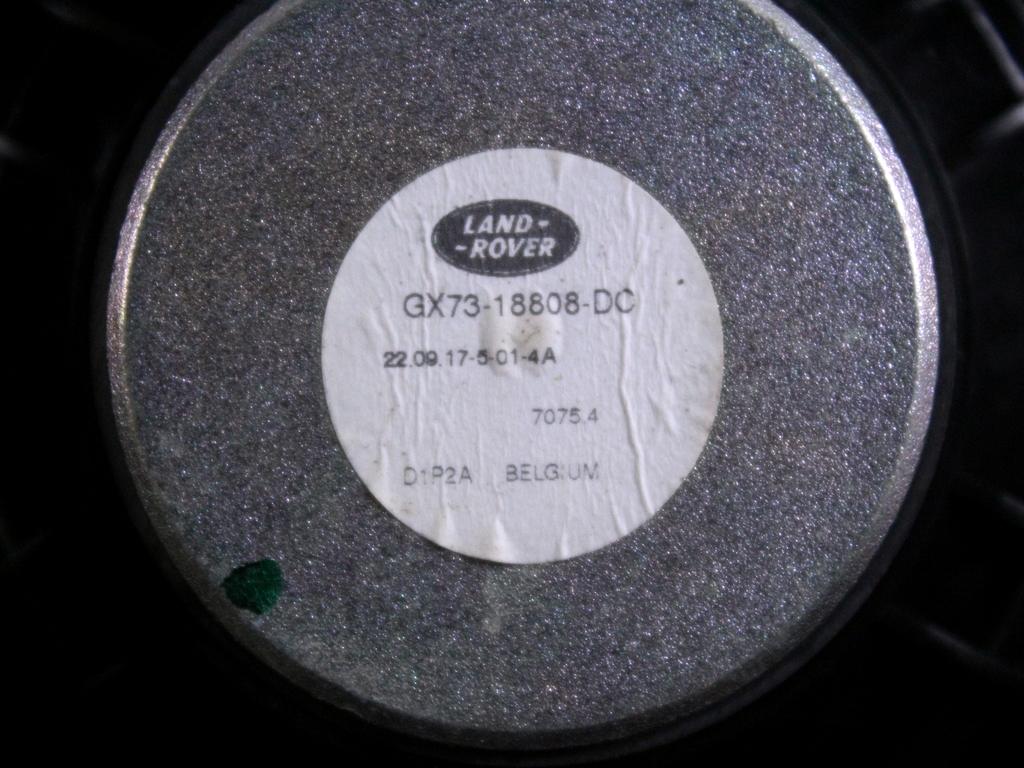 LAND-
-ROVER
GX73-18808-DC
22.09.17-5-01-4A
7075.4
D1P2A BELGIUM